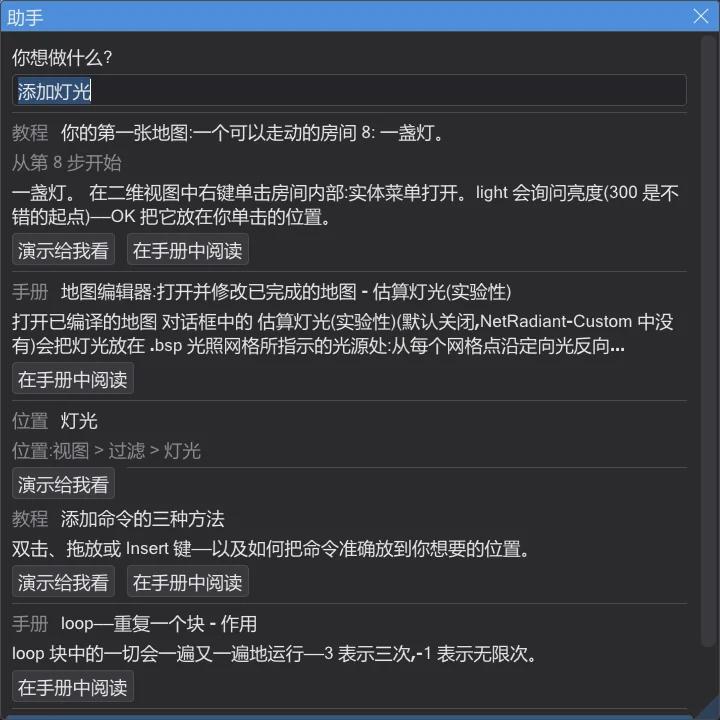 助手
你想做什么?
添加灯光
教程 你的第一张地图:一个可以走动的房间 8: 一盏灯。
从第 8 步开始
一盏灯。 在二维视图中右键单击房间内部:实体菜单打开。light 会询问亮度(300 是不
错的起点)—OK 把它放在你单击的位置。
演示给我看 在手册中阅读
手册 地图编辑器:打开并修改已完成的地图 - 估算灯光(实验性)
打开已编译的地图 对话框中的 估算灯光(实验性)(默认关闭,NetRadiant-Custom 中没
有)会把灯光放在 .bsp 光照网格所指示的光源处:从每个网格点沿定向光反向...
在手册中阅读
位置 灯光
位置:视图 > 过滤 > 灯光
演示给我看
教程 添加命令的三种方法
双击、拖放或 Insert 键—以及如何把命令准确放到你想要的位置。
演示给我看 在手册中阅读
手册 loop—重复一个块 - 作用
loop 块中的一切会一遍又一遍地运行—3 表示三次,-1 表示无限次。
在手册中阅读